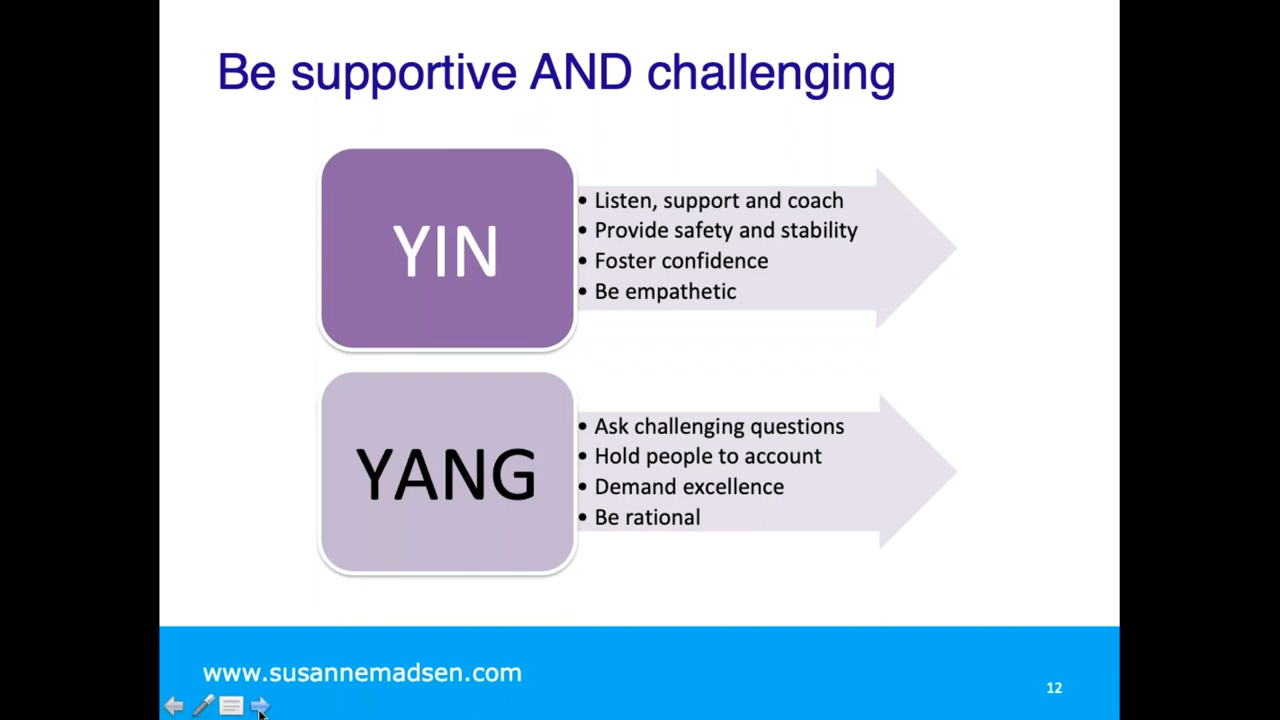 Be supportive AND challenging
YIN
• Listen, support and coach
• Provide safety and stability
• Foster confidence
• Be empathetic
YANG
• Ask challenging questions
• Hold people to account
• Demand excellence
• Be rational
www.susannemadsen.com
12